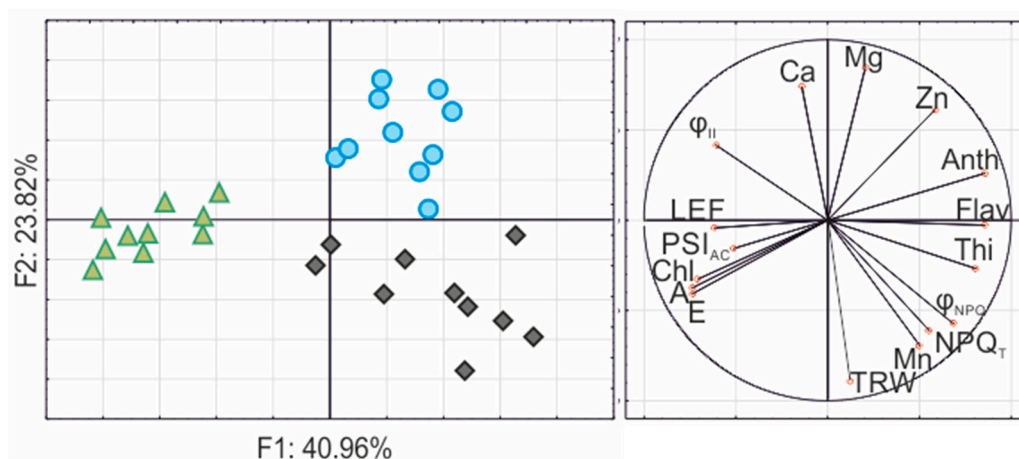 F2: 23.82%
F1: 40.96%
Ca
Mg
Zn
φII
Anth
LEF
Flav
PSIAC
Thi
Chl
A
E
φNPQ
NPQT
Mn
TRW